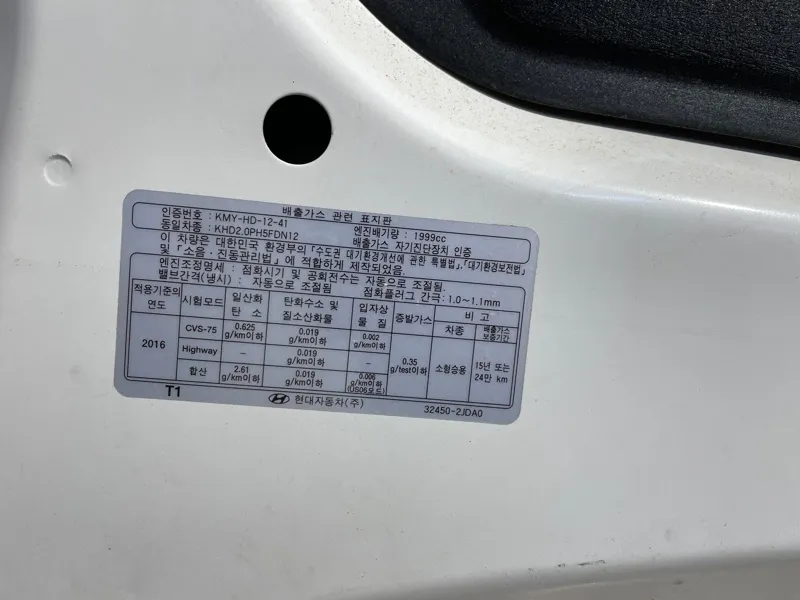 배출가스 관련 표지판
인증번호 : KMY-HD-12-41 엔진배기량 : 1999cc
동일차종 : KHD2.0PH5FDN12 배출가스 자기진단장치 인증
이 차량은 대한민국 환경부의 「수도권 대기환경개선에 관한 특별법」,「대기환경보전법」
및 「소음ㆍ진동관리법」에 적합하게 제작되었음
엔진조정명세 : 점화시기 및 공회전수는 자동으로 조절됨.
밸브간격(냉시) : 자동으로 조절됨 점화플러그 간극: 1.0~1.1mm
적용기준의 연도 시험모드 일산화 탄 소 탄화수소 및 질소산화물 입자상 물 질 증발가스 비 고
차종 배출가스 보증기간
2016 CVS-75 0.625 g/km이하 0.019 g/km이하 0.002 g/km이하 0.35 g/test이하 소형승용 15년 또는 24만 km
Highway – 0.019 g/km이하 –
합산 2.61 g/km이하 0.019 g/km이하 0.006 g/km이하 (US06모드)
T1 현대자동차(주) 32450-2JDA0